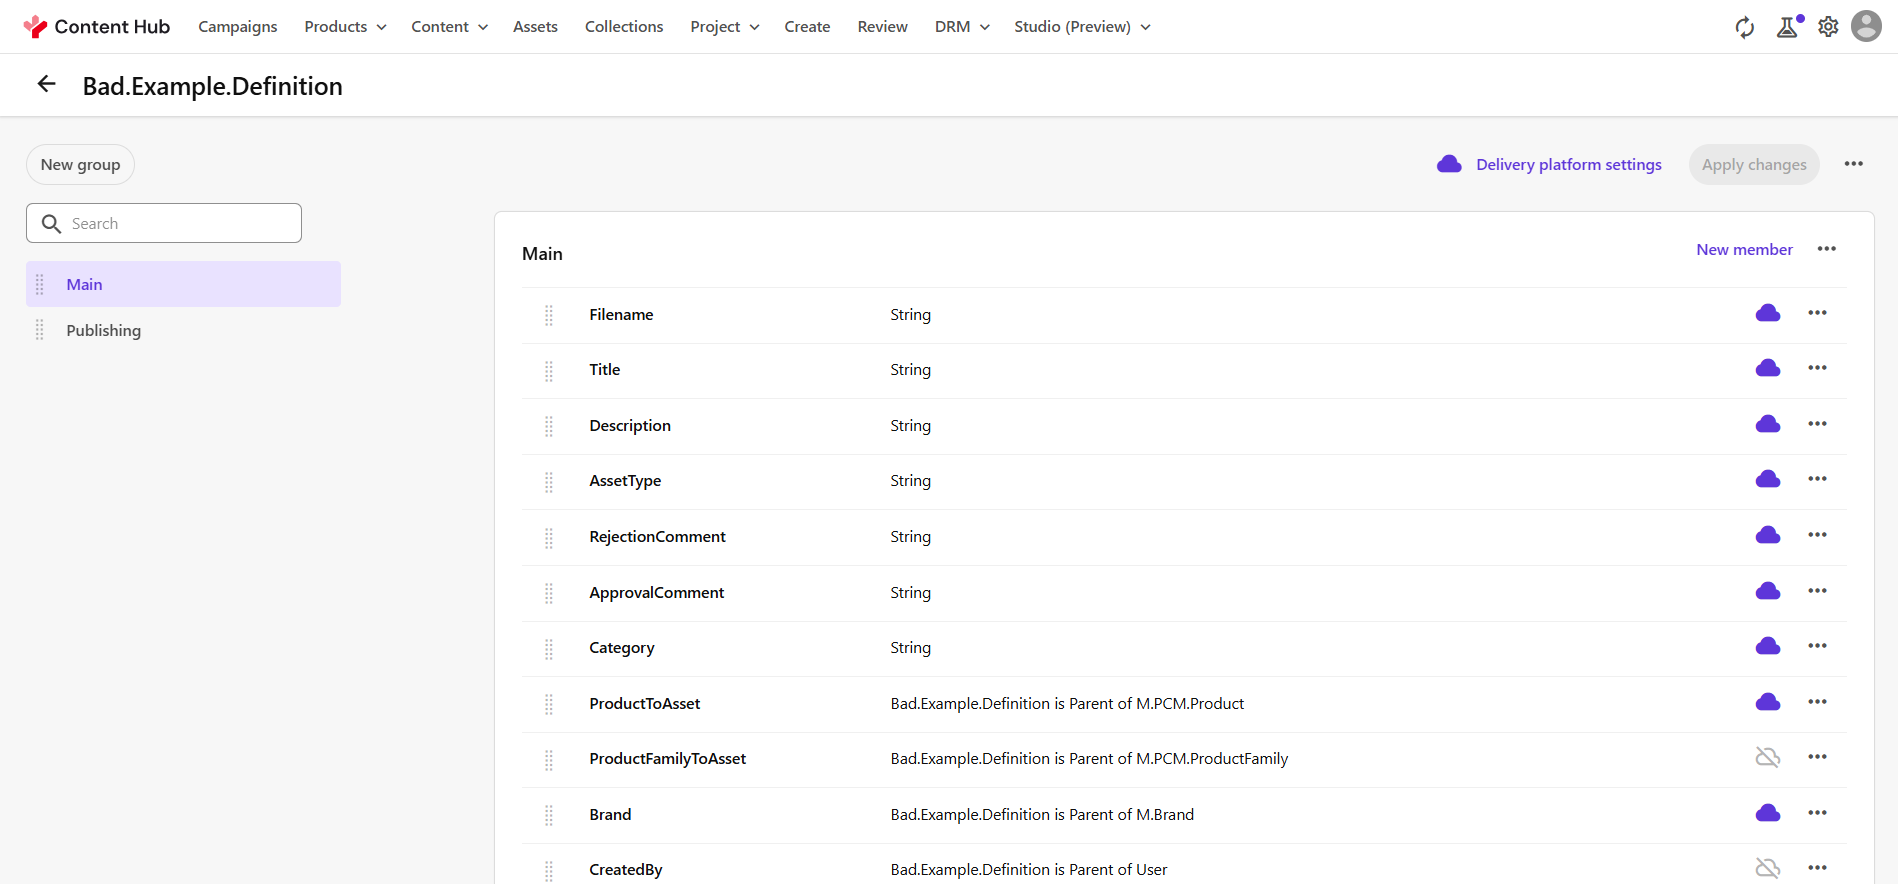 Content Hub Campaigns Products Content Assets Collections Project Create Review DRM Studio (Preview)
Bad.Example.Definition
New group
Delivery platform settings Apply changes
Search
Main
Publishing
Main New member
Filename String
Title String
Description String
AssetType String
RejectionComment String
ApprovalComment String
Category String
ProductToAsset Bad.Example.Definition is Parent of M.PCM.Product
ProductFamilyToAsset Bad.Example.Definition is Parent of M.PCM.ProductFamily
Brand Bad.Example.Definition is Parent of M.Brand
CreatedBy Bad.Example.Definition is Parent of User